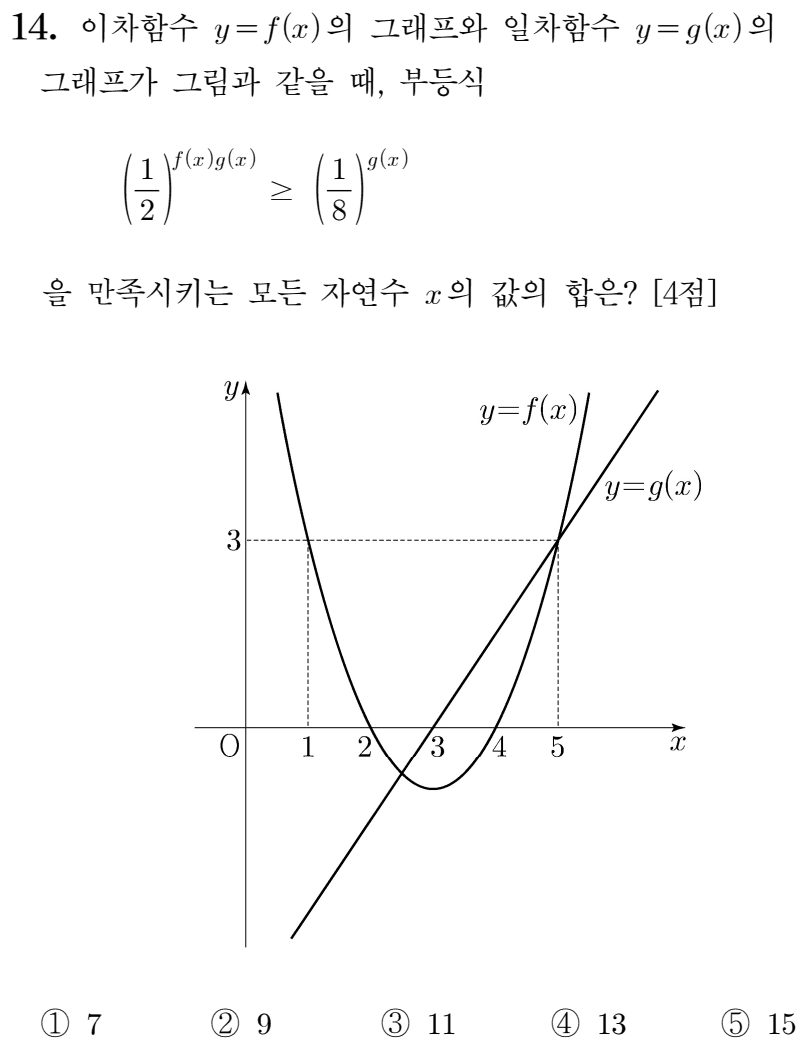 14. 이차함수 y=f(x)의 그래프와 일차함수 y=g(x)의
그래프가 그림과 같을 때, 부등식
(1/2)^{f(x)g(x)} ≥ (1/8)^{g(x)}
을 만족시키는 모든 자연수 x의 값의 합은? [4점]
y
y=f(x)
y=g(x)
3
O 1 2 3 4 5 x
① 7 ② 9 ③ 11 ④ 13 ⑤ 15